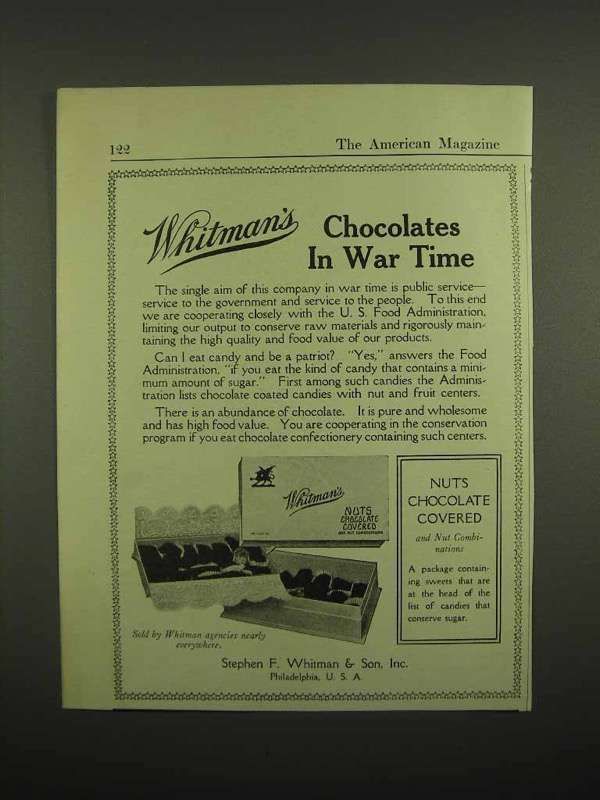 122
The American Magazine
Whitman's
Chocolates
In War Time
The single aim of this company in war time is public service—
service to the government and service to the people. To this end
we are cooperating closely with the U. S. Food Administration,
limiting our output to conserve raw materials and rigorously main-
taining the high quality and food value of our products.
Can I eat candy and be a patriot? "Yes," answers the Food
Administration, "if you eat the kind of candy that contains a mini-
mum amount of sugar." First among such candies the Adminis-
tration lists chocolate coated candies with nut and fruit centers.
There is an abundance of chocolate. It is pure and wholesome
and has high food value. You are cooperating in the conservation
program if you eat chocolate confectionery containing such centers.
Whitman's
NUTS
CHOCOLATE
COVERED
AND NUT COMBINATIONS
NUTS
CHOCOLATE
COVERED
and Nut Combi-
nations
A package contain-
ing sweets that are
at the head of the
list of candies that
conserve sugar.
Sold by Whitman agencies nearly
everywhere.
Stephen F. Whitman & Son, Inc.
Philadelphia, U. S. A.